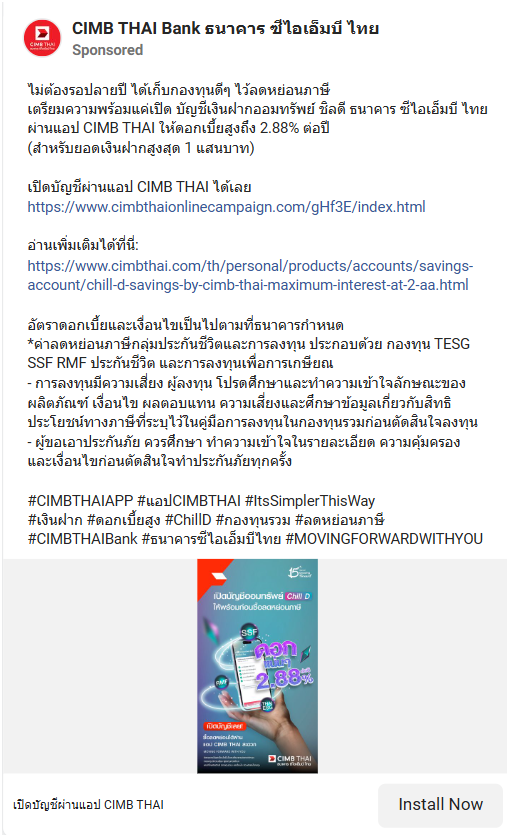 CIMB THAI Bank ธนาคาร ซีไอเอ็มบี ไทย
Sponsored
ไม่ต้องรอปลายปี ได้เก็บกองทุนดีๆ ไว้ลดหย่อนภาษี
เตรียมความพร้อมแค่เปิด บัญชีเงินฝากออมทรัพย์ ชิลดี ธนาคาร ซีไอเอ็มบี ไทย
ผ่านแอป CIMB THAI ให้ดอกเบี้ยสูงถึง 2.88% ต่อปี
(สำหรับยอดเงินฝากสูงสุด 1 แสนบาท)
เปิดบัญชีผ่านแอป CIMB THAI ได้เลย
https://www.cimbthaionlinecampaign.com/gHf3E/index.html
อ่านเพิ่มเติมได้ที่นี่:
https://www.cimbthai.com/th/personal/products/accounts/savings-
account/chill-d-savings-by-cimb-thai-maximum-interest-at-2-aa.html
อัตราดอกเบี้ยและเงื่อนไขเป็นไปตามที่ธนาคารกำหนด
*ค่าลดหย่อนภาษีกลุ่มประกันชีวิตและการลงทุน ประกอบด้วย กองทุน TESG
SSF RMF ประกันชีวิต และการลงทุนเพื่อการเกษียณ
- การลงทุนมีความเสี่ยง ผู้ลงทุน โปรดศึกษาและทำความเข้าใจลักษณะของ
ผลิตภัณฑ์ เงื่อนไข ผลตอบแทน ความเสี่ยงและศึกษาข้อมูลเกี่ยวกับสิทธิ
ประโยชน์ทางภาษีที่ระบุไว้ในคู่มือการลงทุนในกองทุนรวมก่อนตัดสินใจลงทุน
- ผู้ขอเอาประกันภัย ควรศึกษา ทำความเข้าใจในรายละเอียด ความคุ้มครอง
และเงื่อนไขก่อนตัดสินใจทำประกันภัยทุกครั้ง
#CIMBTHAIAPP #แอปCIMBTHAI #ItsSimplerThisWay
#เงินฝาก #ดอกเบี้ยสูง #ChillD #กองทุนรวม #ลดหย่อนภาษี
#CIMBTHAIBank #ธนาคารซีไอเอ็มบีไทย #MOVINGFORWARDWITHYOU
เปิดบัญชีออมทรัพย์ Chill D
ให้พร้อมก่อนซื้อลดหย่อนภาษี
SSF
ดอก
2.88%
RMF
เปิดบัญชีเลย!
ซื้อลดหย่อนได้ผ่าน
แอป CIMB THAI สะดวก
CIMB THAI
เปิดบัญชีผ่านแอป CIMB THAI
Install Now